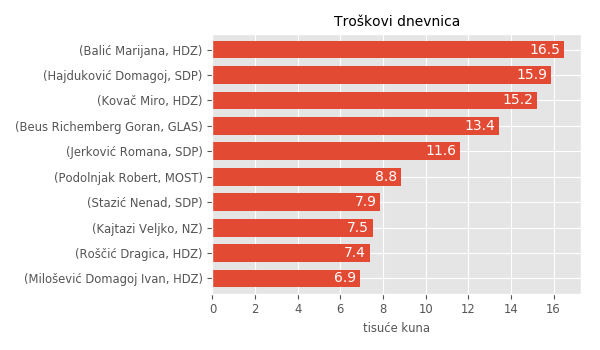 Troškovi dnevnica
(Balić Marijana, HDZ) 16.5
(Hajduković Domagoj, SDP) 15.9
(Kovač Miro, HDZ) 15.2
(Beus Richemberg Goran, GLAS) 13.4
(Jerković Romana, SDP) 11.6
(Podolnjak Robert, MOST) 8.8
(Stazić Nenad, SDP) 7.9
(Kajtazi Veljko, NZ) 7.5
(Roščić Dragica, HDZ) 7.4
(Milošević Domagoj Ivan, HDZ) 6.9
0 2 4 6 8 10 12 14 16
tisuće kuna